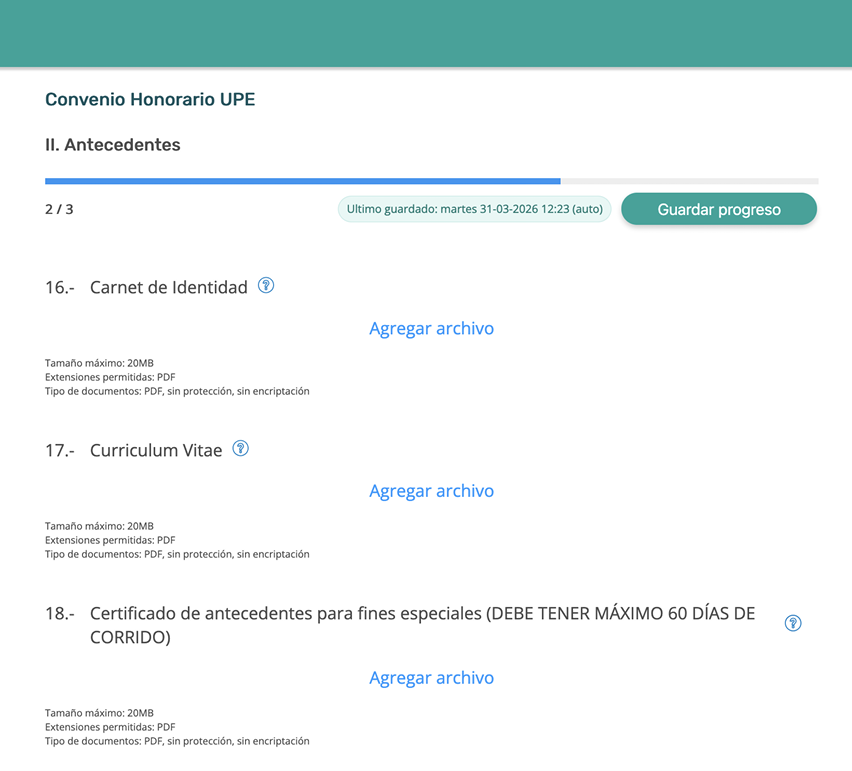 Convenio Honorario UPE
II. Antecedentes
2 / 3
Ultimo guardado: martes 31-03-2026 12:23 (auto)
Guardar progreso
16.- Carnet de Identidad ?
Agregar archivo
Tamaño máximo: 20MB
Extensiones permitidas: PDF
Tipo de documentos: PDF, sin protección, sin encriptación
17.- Curriculum Vitae ?
Agregar archivo
Tamaño máximo: 20MB
Extensiones permitidas: PDF
Tipo de documentos: PDF, sin protección, sin encriptación
18.- Certificado de antecedentes para fines especiales (DEBE TENER MÁXIMO 60 DÍAS DE
CORRIDO) ?
Agregar archivo
Tamaño máximo: 20MB
Extensiones permitidas: PDF
Tipo de documentos: PDF, sin protección, sin encriptación